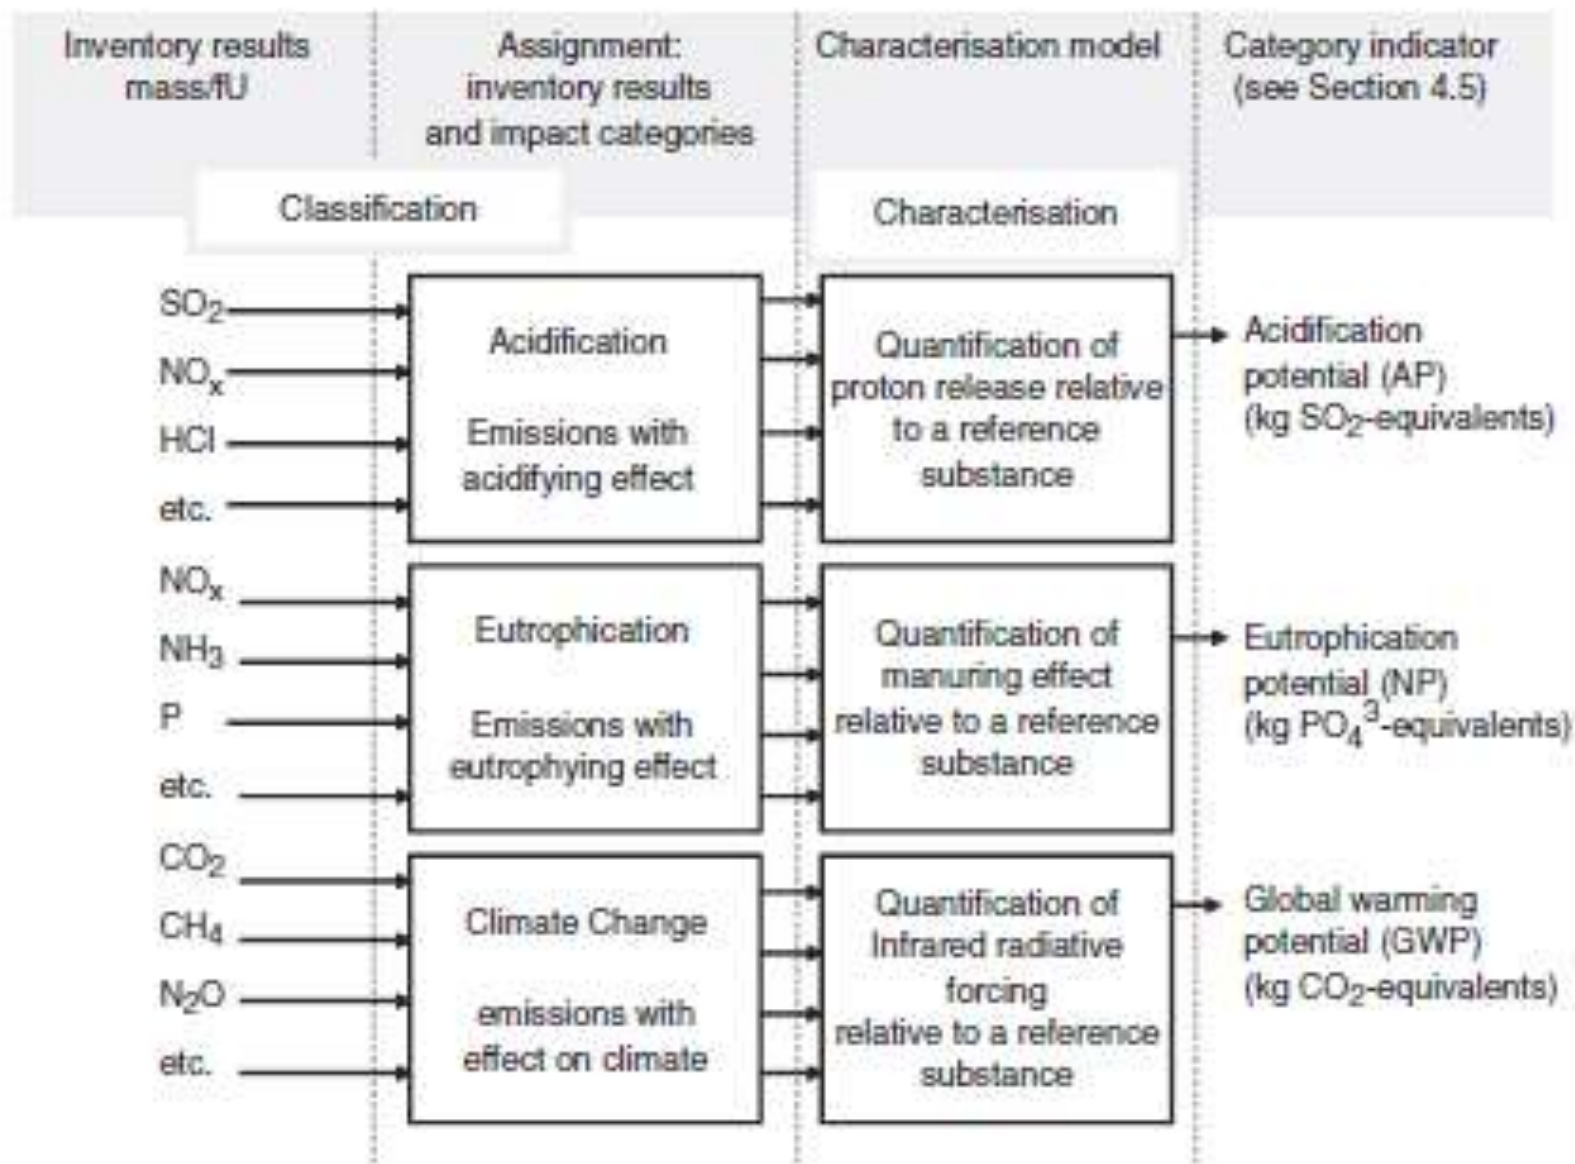 Inventory results
mass/fU
Assignment:
inventory results
and impact categories
Characterisation model
Category indicator
(see Section 4.5)
Classification
Characterisation
SO₂
NOₓ
HCl
etc.
Acidification
Emissions with
acidifying effect
Quantification of
proton release relative
to a reference
substance
Acidification
potential (AP)
(kg SO₂-equivalents)
NOₓ
NH₃
P
etc.
Eutrophication
Emissions with
eutrophying effect
Quantification of
manuring effect
relative to a reference
substance
Eutrophication
potential (NP)
(kg PO₄³-equivalents)
CO₂
CH₄
N₂O
etc.
Climate Change
emissions with
effect on climate
Quantification of
Infrared radiative
forcing
relative to a reference
substance
Global warming
potential (GWP)
(kg CO₂-equivalents)